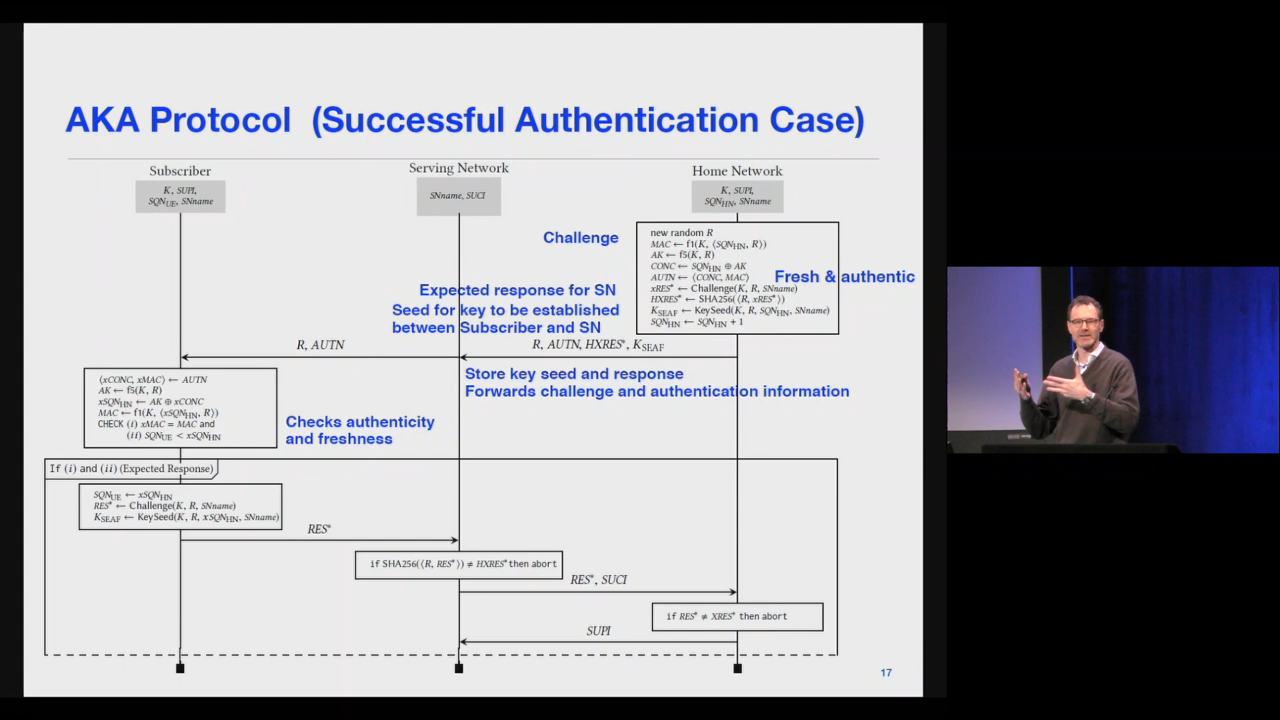 AKA Protocol (Successful Authentication Case)
Subscriber
Serving Network
Home Network
K, SUPI,
SQN_UE, SNname
SNname, SUCI
K, SUPI,
SQN_HN, SNname
Challenge
new random R
MAC ← f1(K, ⟨SQN_HN, R⟩)
AK ← f5(K, R)
CONC ← SQN_HN ⊕ AK
AUTN ← ⟨CONC, MAC⟩
xRES* ← Challenge(K, R, SNname)
HXRES* ← SHA256(⟨R, xRES*⟩)
K_SEAF ← KeySeed(K, R, SQN_HN, SNname)
SQN_HN ← SQN_HN + 1
Fresh & authentic
Expected response for SN
Seed for key to be established
between Subscriber and SN
R, AUTN
R, AUTN, HXRES*, K_SEAF
Store key seed and response
Forwards challenge and authentication information
⟨xCONC, xMAC⟩ ← AUTN
AK ← f5(K, R)
xSQN_HN ← AK ⊕ xCONC
MAC ← f1(K, ⟨xSQN_HN, R⟩)
CHECK (i) xMAC = MAC and
(ii) SQN_UE < xSQN_HN
Checks authenticity
and freshness
If (i) and (ii) (Expected Response)
SQN_UE ← xSQN_HN
RES* ← Challenge(K, R, SNname)
K_SEAF ← KeySeed(K, R, xSQN_HN, SNname)
RES*
if SHA256(⟨R, RES*⟩) ≠ HXRES* then abort
RES*, SUCI
if RES* ≠ XRES* then abort
SUPI
17